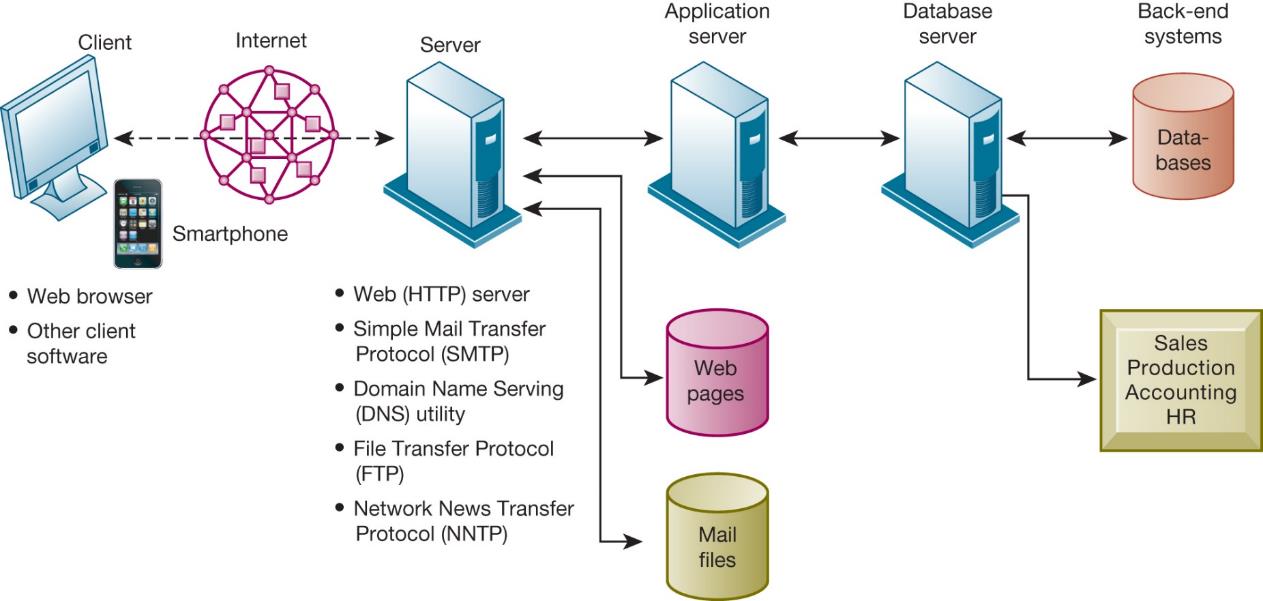 Client
Internet
Server
Application
server
Database
server
Back-end
systems
Data-
bases
Smartphone
• Web browser
• Other client
software
• Web (HTTP) server
• Simple Mail Transfer
Protocol (SMTP)
• Domain Name Serving
(DNS) utility
• File Transfer Protocol
(FTP)
• Network News Transfer
Protocol (NNTP)
Web
pages
Mail
files
Sales
Production
Accounting
HR